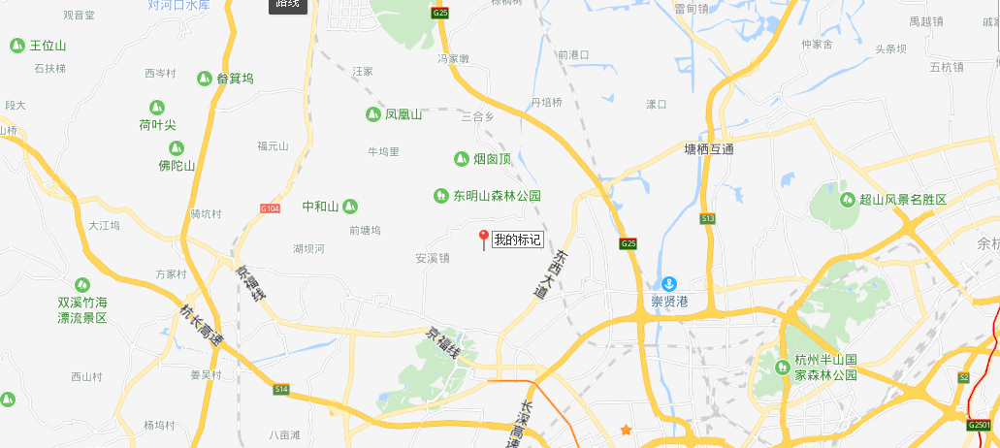 路线
对河口水库
观音堂
棕榈树
G25
雷甸镇
禹越镇
王位山
冯家墩
前港口
仲家舍
头条坝
石扶梯
西岑村
畚箕坞
汪家
五杭镇
段大
荷叶尖
凤凰山
三合乡
丹培桥
漾口
山桥
福元山
牛坞里
烟囱顶
塘栖互通
佛陀山
东明山森林公园
超山风景名胜区
骑坑村
G104
中和山
S13
大江坞
前塘坞
我的标记
湖坝河
安溪镇
G25
余杭
方家村
京福线
东西大道
双溪竹海
漂流景区
崇贤港
杭长高速
京福线
杭州半山国
家森林公园
西山村
姜吴村
S14
S2
长深高速
杨坞村
八亩滩
G2501